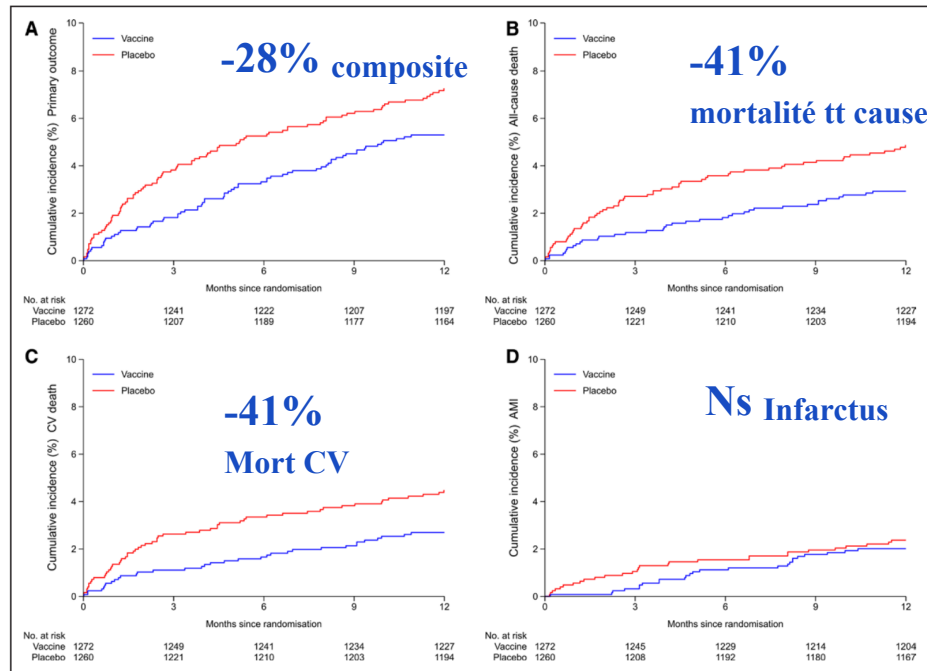 A
Vaccine
Placebo
-28% composite
Cumulative incidence (%) Primary outcome
10
8
6
4
2
0
0 3 6 9 12
Months since randomisation
No. at risk
Vaccine 1272 1241 1222 1207 1197
Placebo 1260 1207 1189 1177 1164
B
Vaccine
Placebo
-41%
mortalité tt cause
Cumulative incidence (%) All-cause death
10
8
6
4
2
0
0 3 6 9 12
Months since randomisation
No. at risk
Vaccine 1272 1249 1241 1234 1227
Placebo 1260 1221 1210 1203 1194
C
Vaccine
Placebo
-41%
Mort CV
Cumulative incidence (%) CV death
10
8
6
4
2
0
0 3 6 9 12
Months since randomisation
No. at risk
Vaccine 1272 1249 1241 1234 1227
Placebo 1260 1221 1210 1203 1194
D
Vaccine
Placebo
Ns Infarctus
Cumulative incidence (%) AMI
10
8
6
4
2
0
0 3 6 9 12
Months since randomisation
No. at risk
Vaccine 1272 1245 1229 1214 1204
Placebo 1260 1208 1192 1180 1167